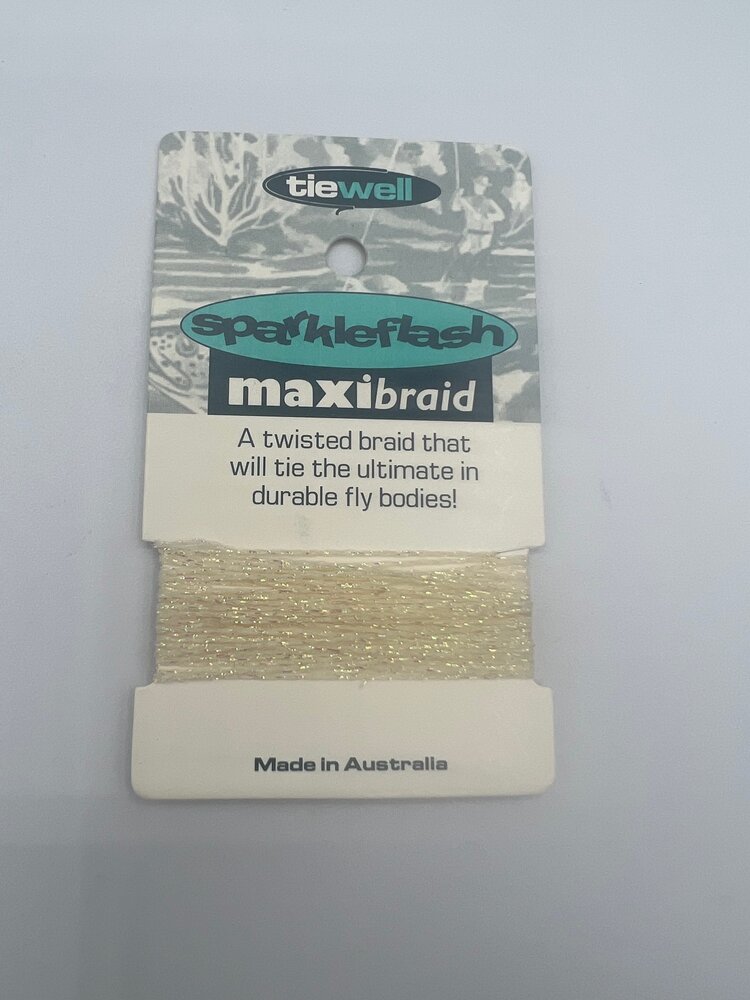 tiewell
sparkleflash
maxibraid
A twisted braid that
will tie the ultimate in
durable fly bodies!
Made in Australia